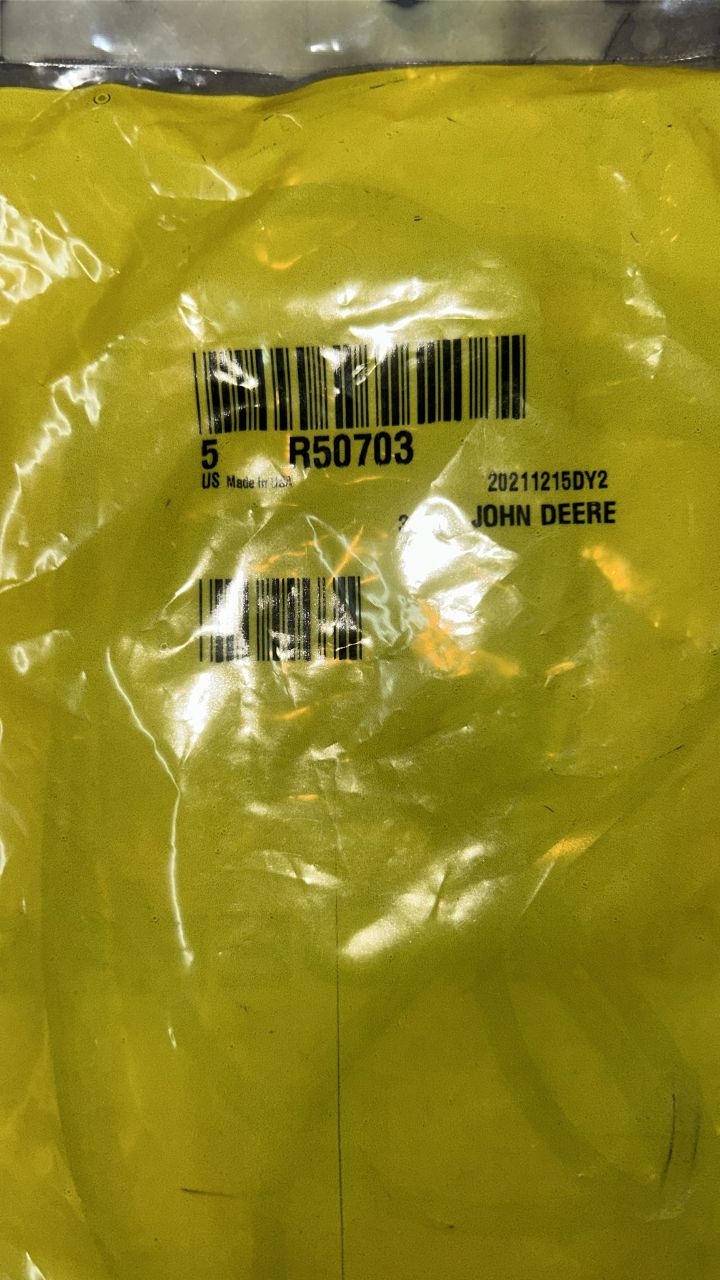 5 R50703
US Made in USA 20211215DY2
JOHN DEERE